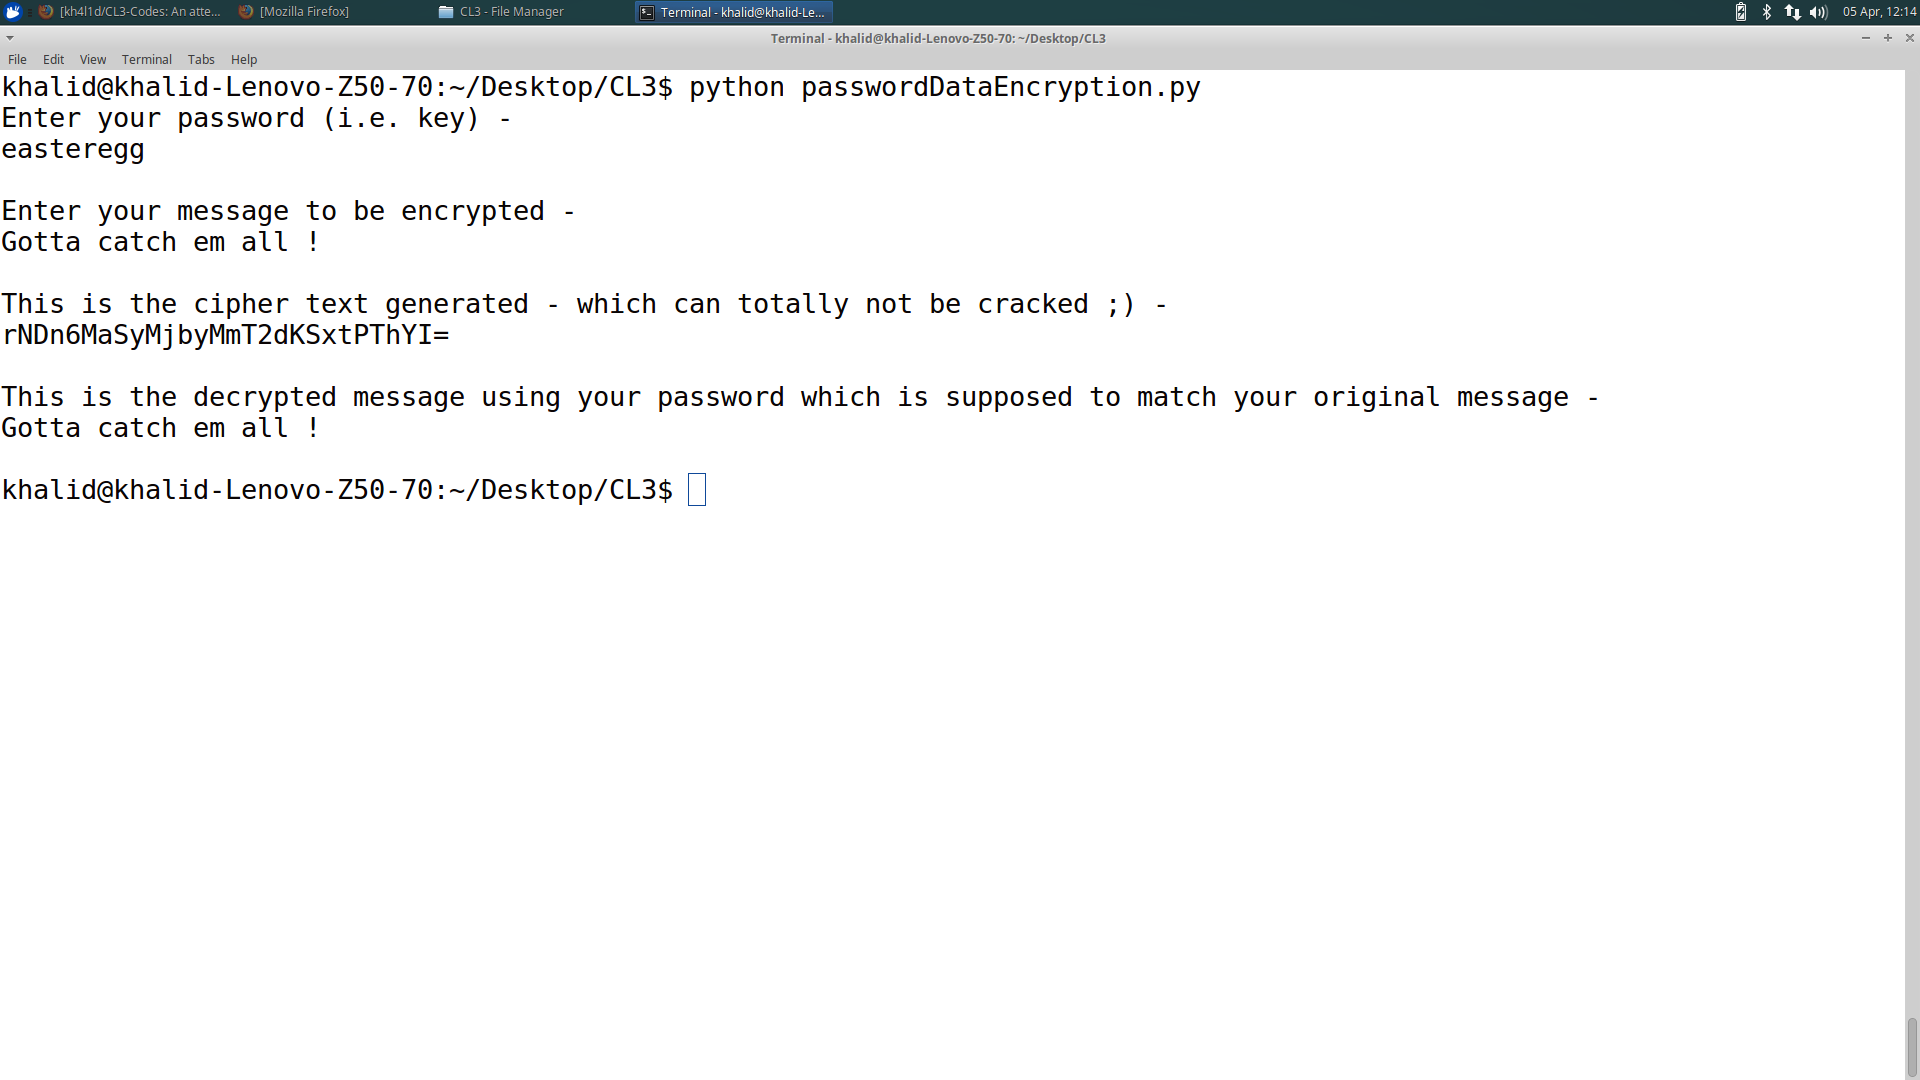 [kh4l1d/CL3-Codes: An atte... [Mozilla Firefox] CL3 - File Manager Terminal - khalid@khalid-Le... 05 Apr, 12:14
Terminal - khalid@khalid-Lenovo-Z50-70: ~/Desktop/CL3
File Edit View Terminal Tabs Help
khalid@khalid-Lenovo-Z50-70:~/Desktop/CL3$ python passwordDataEncryption.py
Enter your password (i.e. key) -
easteregg
Enter your message to be encrypted -
Gotta catch em all !
This is the cipher text generated - which can totally not be cracked ;) -
rNDn6MaSyMjbyMmT2dKSxtPThYI=
This is the decrypted message using your password which is supposed to match your original message -
Gotta catch em all !
khalid@khalid-Lenovo-Z50-70:~/Desktop/CL3$